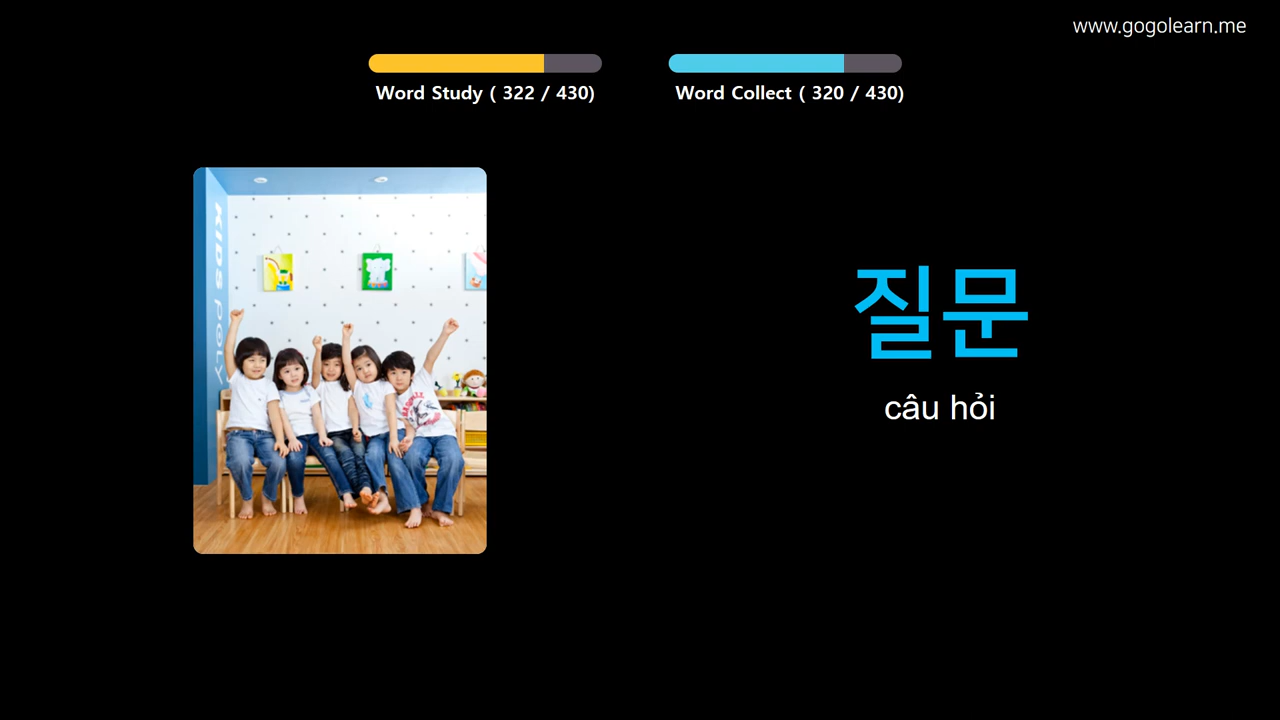 www.gogolearn.me
Word Study ( 322 / 430)
Word Collect ( 320 / 430)
KIDS POLY
질문
câu hỏi